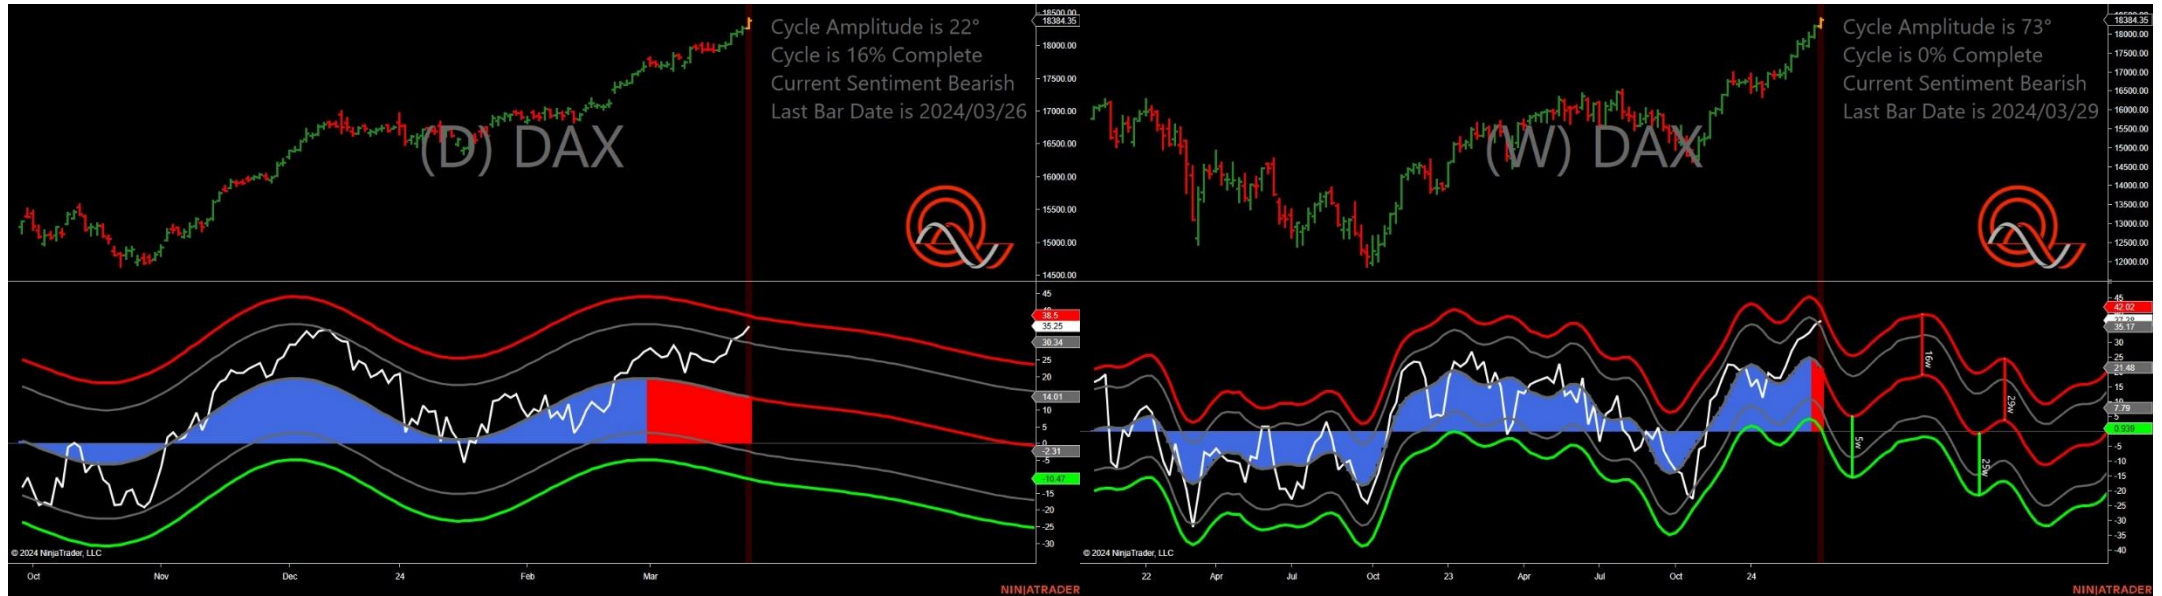 Cycle Amplitude is 22°
Cycle is 16% Complete
Current Sentiment Bearish
Last Bar Date is 2024/03/26
(D) DAX
18500.00
18384.35
18000.00
17500.00
17000.00
16500.00
16000.00
15500.00
15000.00
14500.00
45
38.5
35.25
30.34
25
20
14.01
10
5
0
-2.31
-5
-10.47
-15
-20
-25
-30
© 2024 NinjaTrader, LLC
Oct Nov Dec 24 Feb Mar
NINJATRADER
Cycle Amplitude is 73°
Cycle is 0% Complete
Current Sentiment Bearish
Last Bar Date is 2024/03/29
(W) DAX
18384.35
18000.00
17500.00
17000.00
16500.00
16000.00
15500.00
15000.00
14500.00
14000.00
13500.00
13000.00
12500.00
12000.00
45
42.02
35.17
30
25
21.48
15
7.79
5
0.939
-5
-10
-15
-20
-25
-30
-35
-40
16w
29w
5w
25w
© 2024 NinjaTrader, LLC
22 Apr Jul Oct 23 Apr Jul Oct 24
NINJATRADER